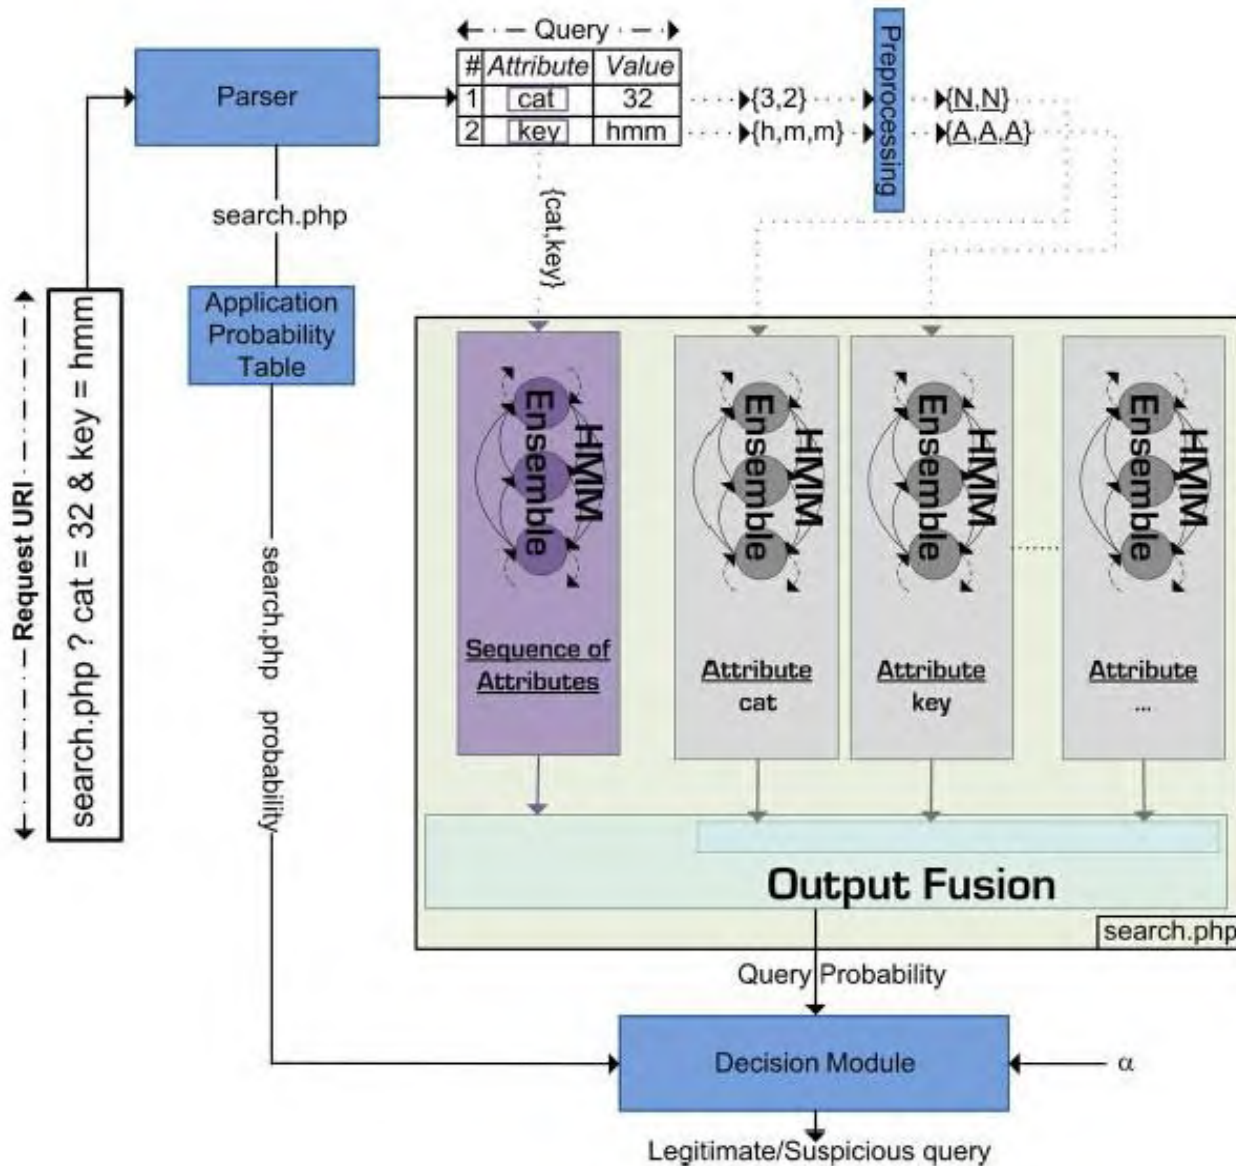 Query
# Attribute Value
1 cat 32
2 key hmm
{3,2}
{h,m,m}
Preprocessing
{N,N}
{A,A,A}
Parser
search.php
{cat,key}
Application
Probability
Table
Request URI
search.php ? cat = 32 & key = hmm
search.php probability
HMM
Ensemble
Sequence of
Attributes
HMM
Ensemble
Attribute
cat
HMM
Ensemble
Attribute
key
HMM
Ensemble
Attribute
...
Output Fusion
search.php
Query Probability
Decision Module
α
Legitimate/Suspicious query